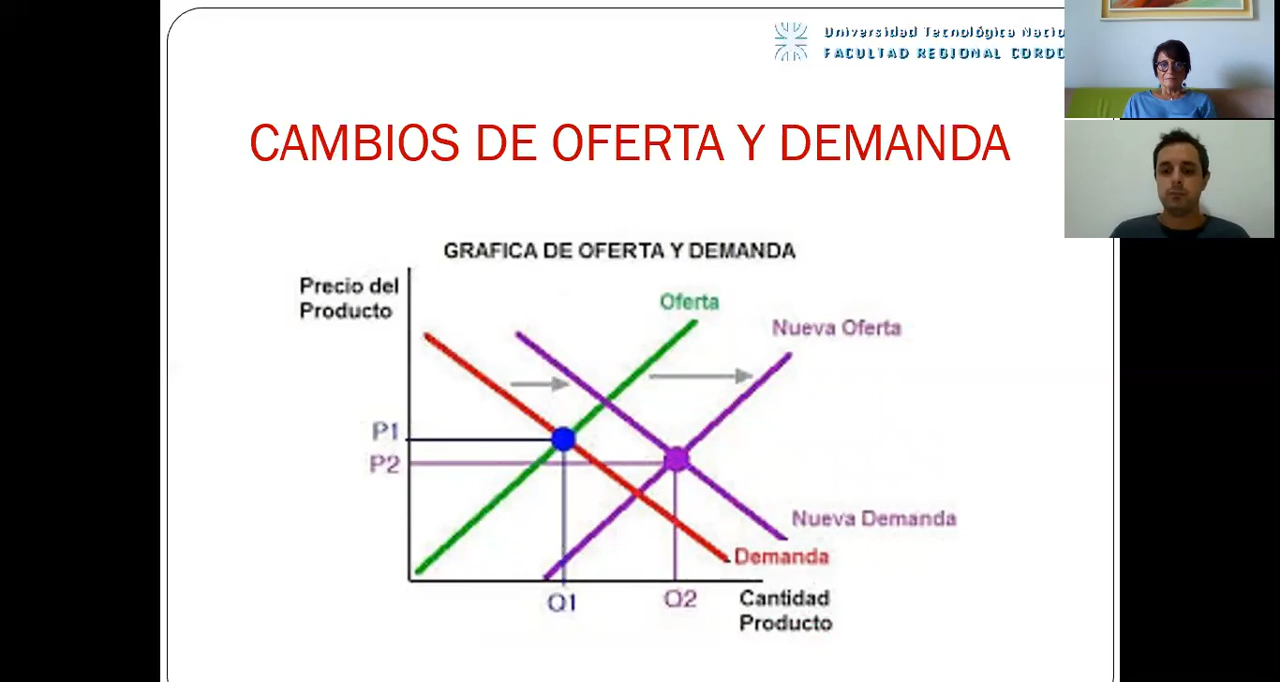 Universidad Tecnológica Nacio
FACULTAD REGIONAL CORDO
CAMBIOS DE OFERTA Y DEMANDA
GRAFICA DE OFERTA Y DEMANDA
Precio del
Producto
Oferta
Nueva Oferta
P1
P2
Nueva Demanda
Demanda
Q1
Q2
Cantidad
Producto